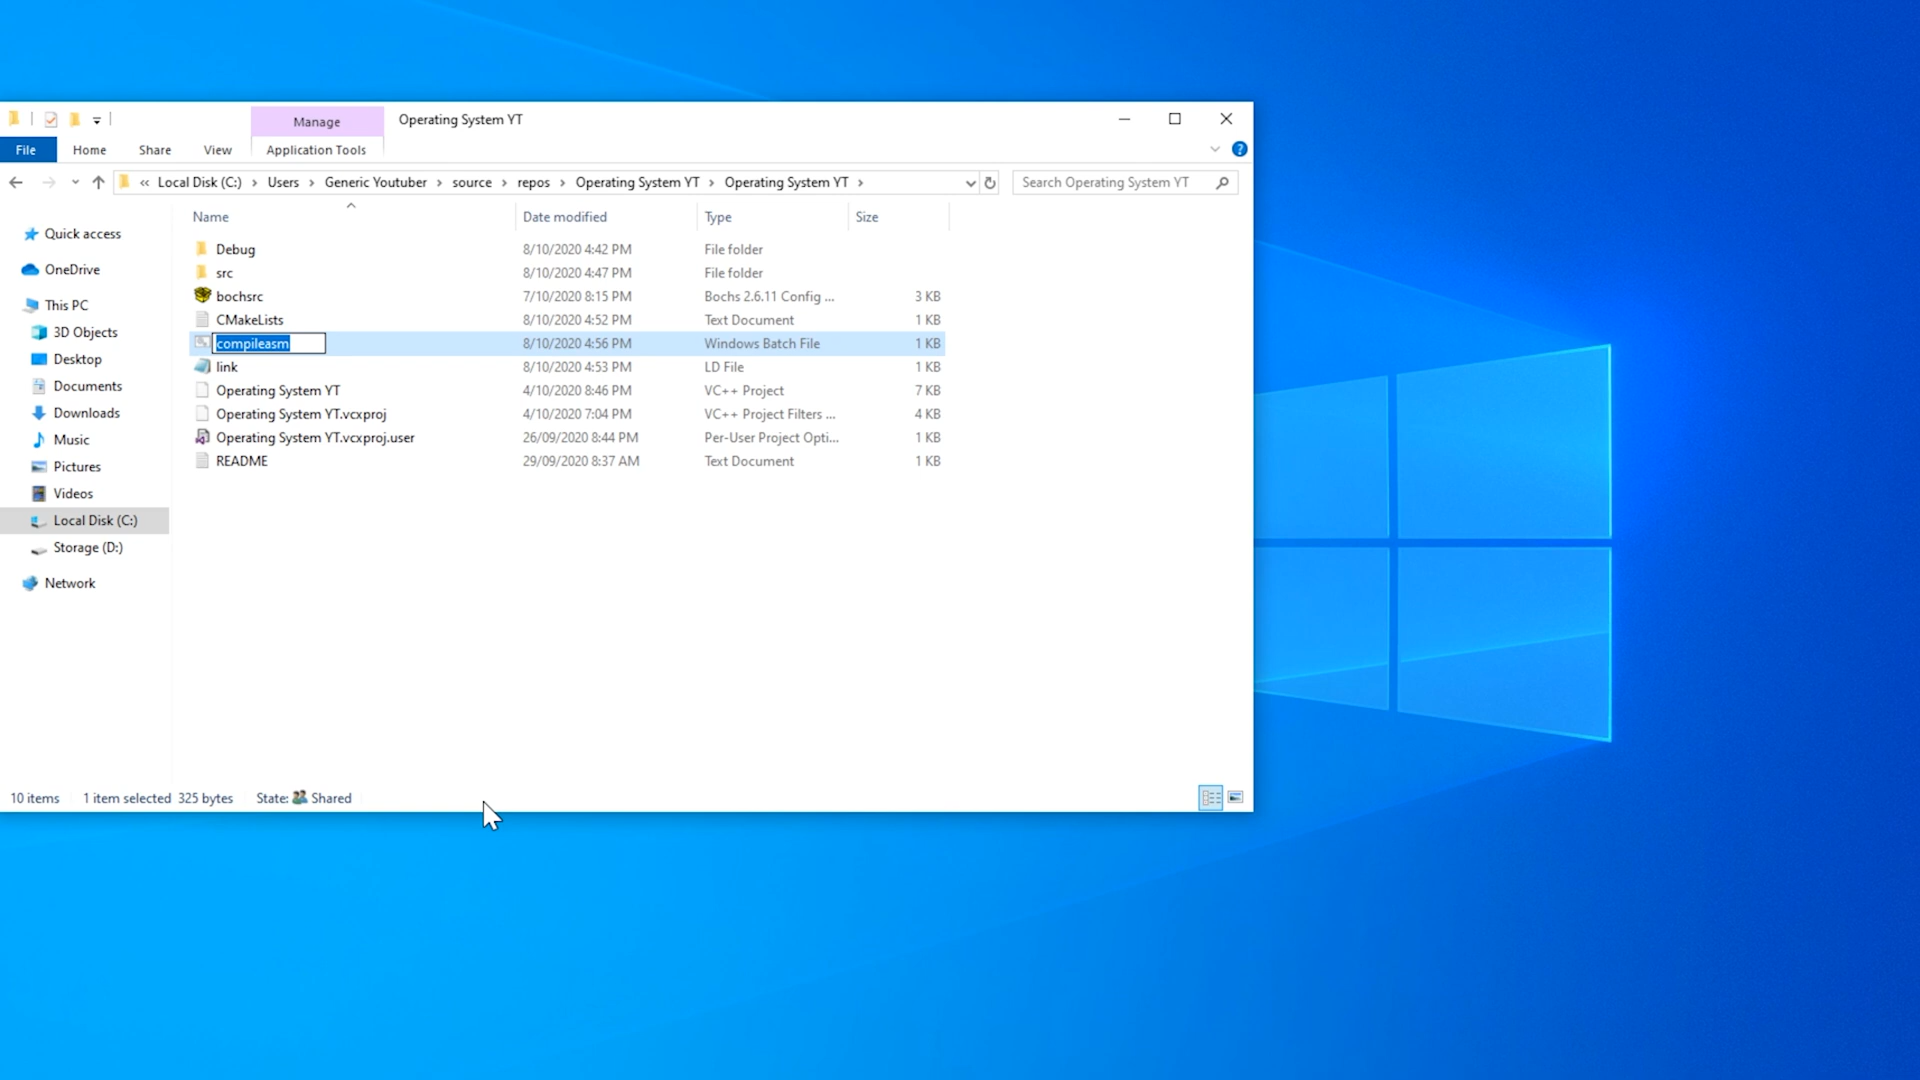 Manage Operating System YT
File Home Share View Application Tools
« Local Disk (C:) › Users › Generic Youtuber › source › repos › Operating System YT › Operating System YT › Search Operating System YT
Name Date modified Type Size
Quick access
OneDrive
This PC
3D Objects
Desktop
Documents
Downloads
Music
Pictures
Videos
Local Disk (C:)
Storage (D:)
Network
Debug 8/10/2020 4:42 PM File folder
src 8/10/2020 4:47 PM File folder
bochsrc 7/10/2020 8:15 PM Bochs 2.6.11 Config ... 3 KB
CMakeLists 8/10/2020 4:52 PM Text Document 1 KB
compileasm 8/10/2020 4:56 PM Windows Batch File 1 KB
link 8/10/2020 4:53 PM LD File 1 KB
Operating System YT 4/10/2020 8:46 PM VC++ Project 7 KB
Operating System YT.vcxproj 4/10/2020 7:04 PM VC++ Project Filters ... 4 KB
Operating System YT.vcxproj.user 26/09/2020 8:44 PM Per-User Project Opti... 1 KB
README 29/09/2020 8:37 AM Text Document 1 KB
10 items 1 item selected 325 bytes State: Shared